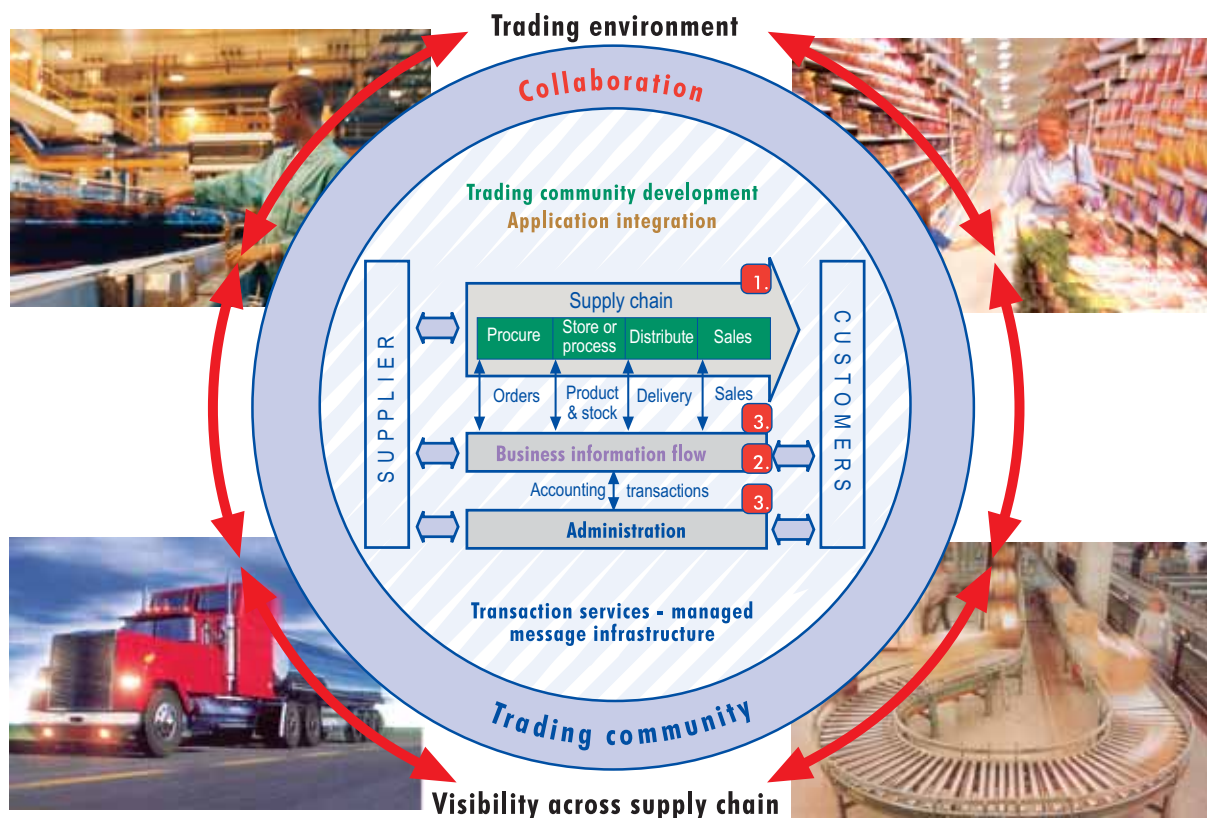 Trading environment
Collaboration
Trading community development
Application integration
SUPPLIER
CUSTOMERS
1.
Supply chain
Procure
Store or
process
Distribute
Sales
Orders
Product
& stock
Delivery
Sales
3.
Business information flow
2.
Accounting transactions
3.
Administration
Transaction services - managed
message infrastructure
Trading community
Visibility across supply chain